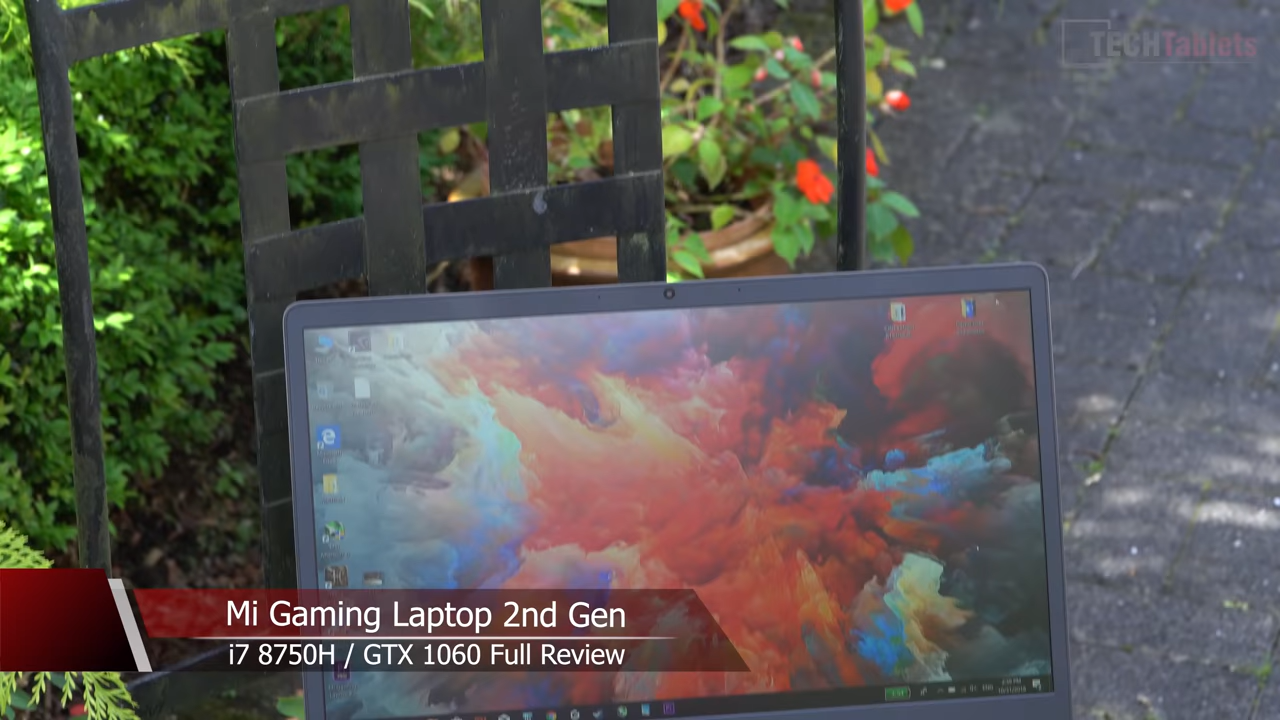 TECHTablets
Mi Gaming Laptop 2nd Gen
i7 8750H / GTX 1060 Full Review